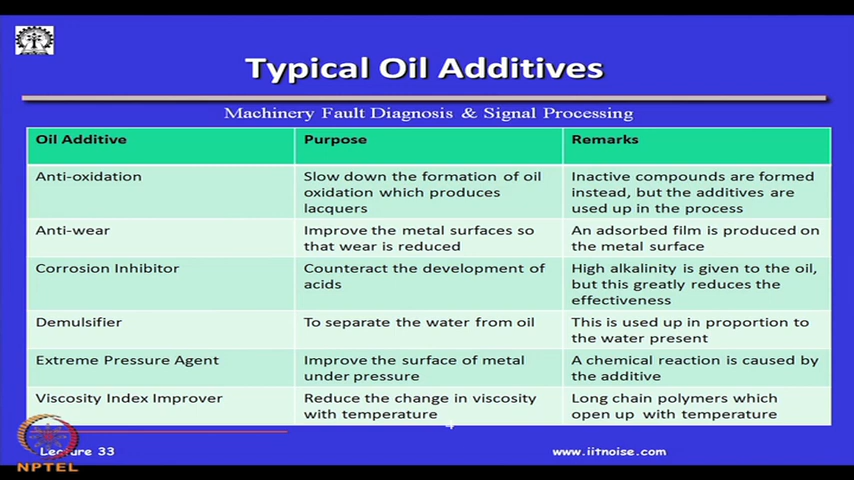 Typical Oil Additives
Machinery Fault Diagnosis & Signal Processing
Oil Additive
Purpose
Remarks
Anti-oxidation
Slow down the formation of oil
oxidation which produces
lacquers
Inactive compounds are formed
instead, but the additives are
used up in the process
Anti-wear
Improve the metal surfaces so
that wear is reduced
An adsorbed film is produced on
the metal surface
Corrosion Inhibitor
Counteract the development of
acids
High alkalinity is given to the oil,
but this greatly reduces the
effectiveness
Demulsifier
To separate the water from oil
This is used up in proportion to
the water present
Extreme Pressure Agent
Improve the surface of metal
under pressure
A chemical reaction is caused by
the additive
Viscosity Index Improver
Reduce the change in viscosity
with temperature
Long chain polymers which
open up with temperature
4
Lecture 33
www.iitnoise.com
NPTEL